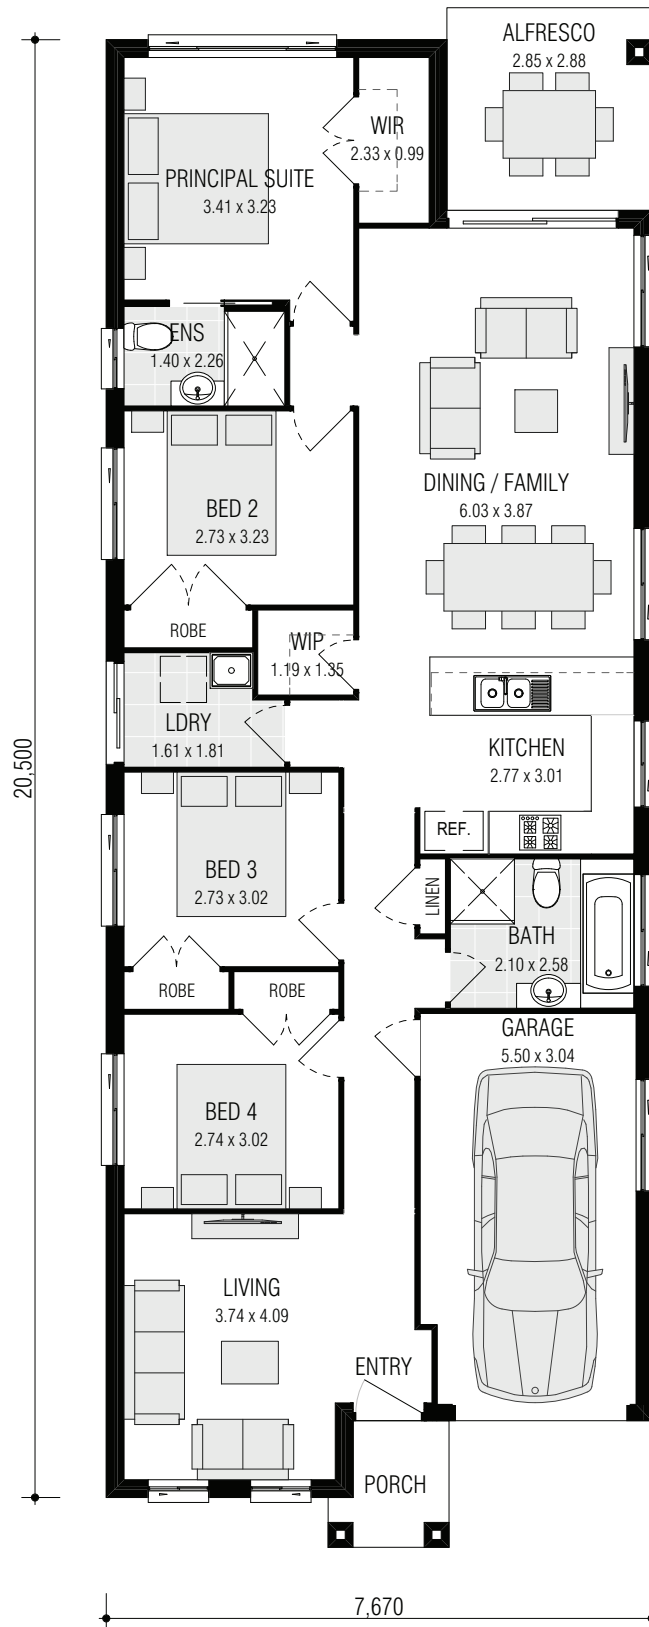 ALFRESCO
2.85 x 2.88
WIR
2.33 x 0.99
PRINCIPAL SUITE
3.41 x 3.23
ENS
1.40 x 2.26
DINING / FAMILY
6.03 x 3.87
BED 2
2.73 x 3.23
ROBE
WIP
1.19 x 1.35
LDRY
1.61 x 1.81
KITCHEN
2.77 x 3.01
20,500
REF.
BED 3
2.73 x 3.02
LINEN
BATH
2.10 x 2.58
ROBE
ROBE
GARAGE
5.50 x 3.04
BED 4
2.74 x 3.02
LIVING
3.74 x 4.09
ENTRY
PORCH
7,670